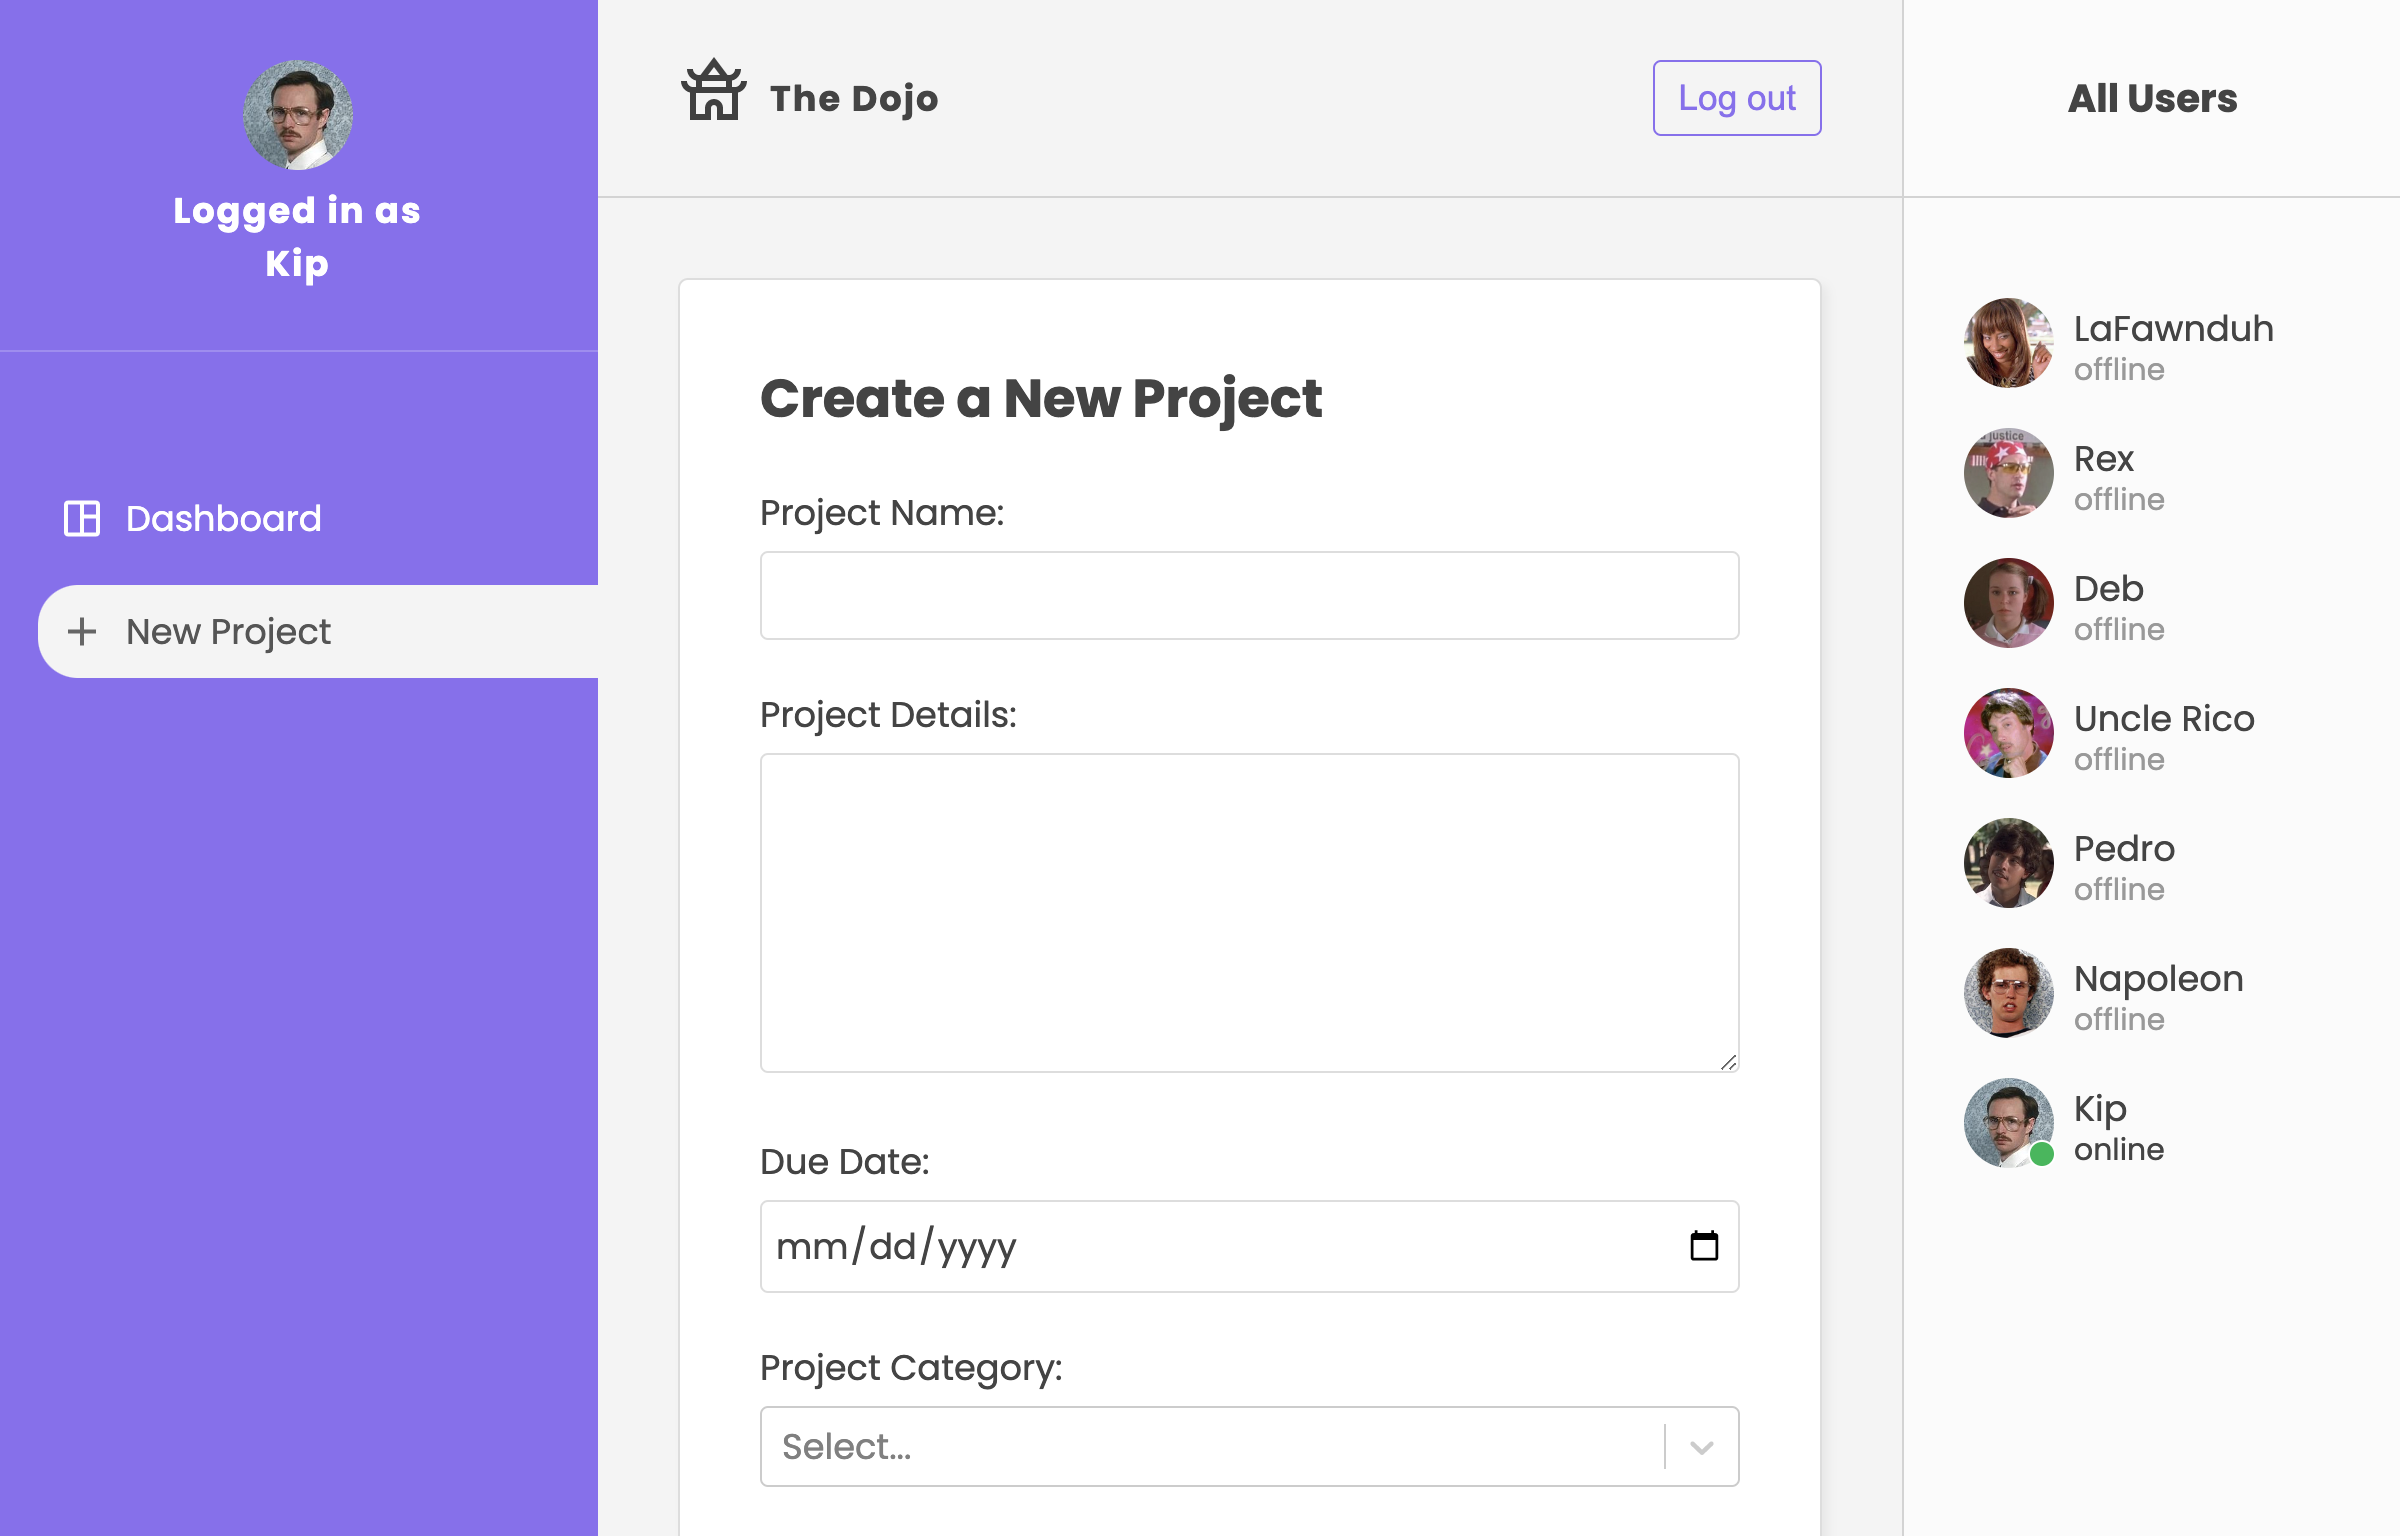 Logged in as
Kip
Dashboard
New Project
The Dojo
Log out
Create a New Project
Project Name:
Project Details:
Due Date:
mm/dd/yyyy
Project Category:
Select...
All Users
LaFawnduh
offline
justice
Rex
offline
Deb
offline
Uncle Rico
offline
Pedro
offline
Napoleon
offline
Kip
online